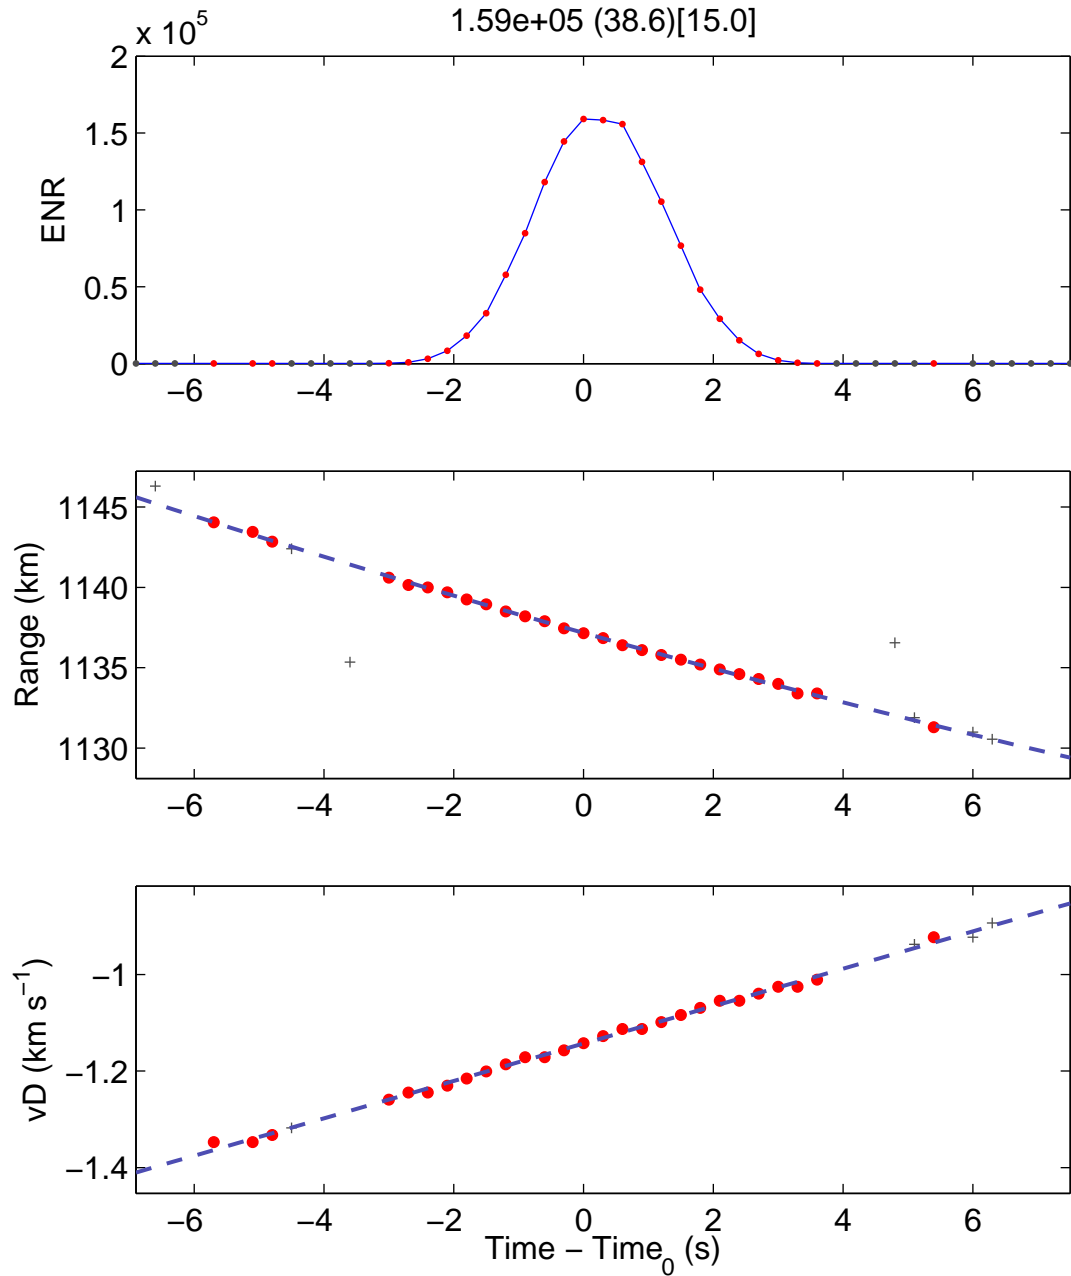 1.59e+05 (38.6)[15.0]
x 10^5
2
1.5
1
0.5
0
ENR
−6 −4 −2 0 2 4 6
1145
1140
1135
1130
Range (km)
−6 −4 −2 0 2 4 6
−1
−1.2
−1.4
vD (km s^−1)
−6 −4 −2 0 2 4 6
Time − Time_0 (s)